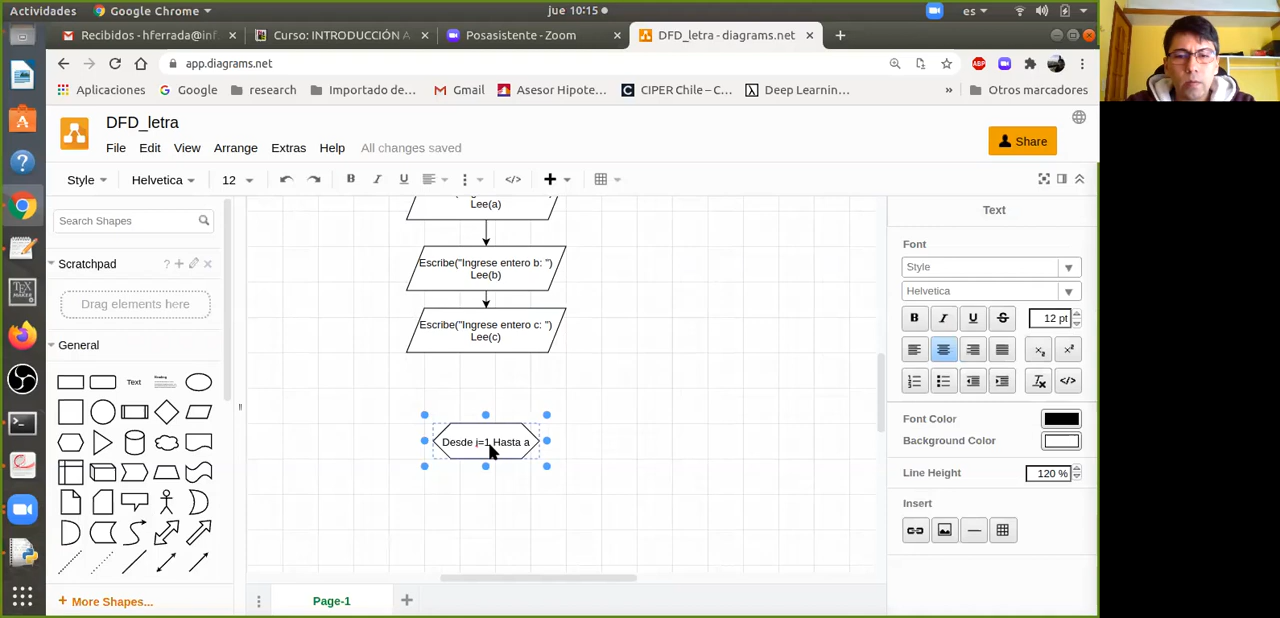 Actividades
Google Chrome
jue 10:15
es
Recibidos - hferrada@inf
Curso: INTRODUCCIÓN A
Posasistente - Zoom
DFD_letra - diagrams.net
app.diagrams.net
ABP
Aplicaciones
Google
research
Importado de…
Gmail
Asesor Hipote…
CIPER Chile – C…
Deep Learnin…
»
Otros marcadores
DFD_letra
File
Edit
View
Arrange
Extras
Help
All changes saved
Share
Style
Helvetica
12
B
I
U
</>
Search Shapes
Scratchpad
?
Drag elements here
General
Text
Heading
+ More Shapes...
Lee(a)
Escribe("Ingrese entero b: ")
Lee(b)
Escribe("Ingrese entero c: ")
Lee(c)
Desde j=1 Hasta a
Page-1
Text
Font
Style
Helvetica
B
I
U
S
12 pt
Font Color
Background Color
Line Height
120 %
Insert